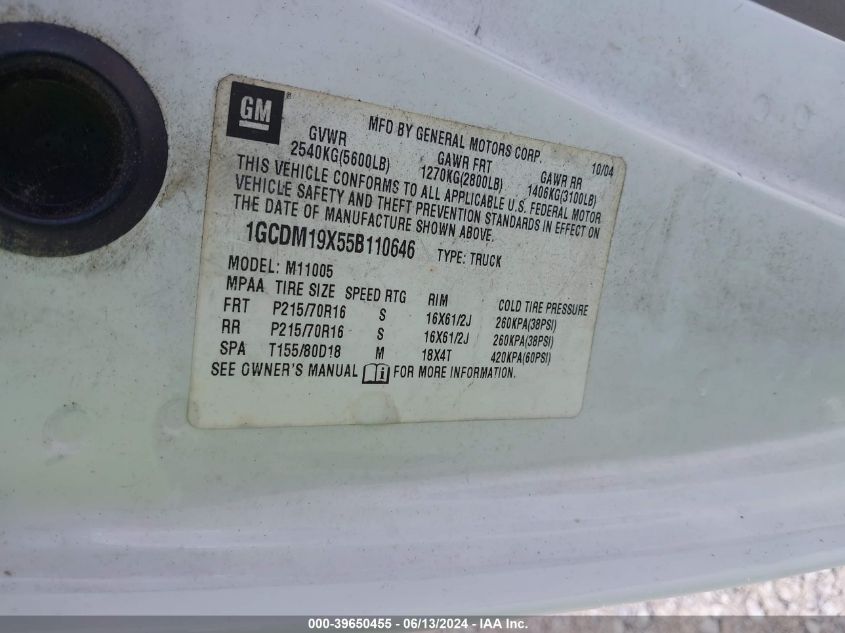 GM
MFD BY GENERAL MOTORS CORP. 10/04
GVWR GAWR FRT GAWR RR
2540KG(5600LB) 1270KG(2800LB) 1406KG(3100LB)
THIS VEHICLE CONFORMS TO ALL APPLICABLE U.S. FEDERAL MOTOR
VEHICLE SAFETY AND THEFT PREVENTION STANDARDS IN EFFECT ON
THE DATE OF MANUFACTURE SHOWN ABOVE.
1GCDM19X55B110646 TYPE: TRUCK
MODEL: M11005
MPAA TIRE SIZE SPEED RTG RIM COLD TIRE PRESSURE
FRT P215/70R16 S 16X61/2J 260KPA(38PSI)
RR P215/70R16 S 16X61/2J 260KPA(38PSI)
SPA T155/80D18 M 18X4T 420KPA(60PSI)
SEE OWNER'S MANUAL FOR MORE INFORMATION.
000-39650455 - 06/13/2024 - IAA Inc.